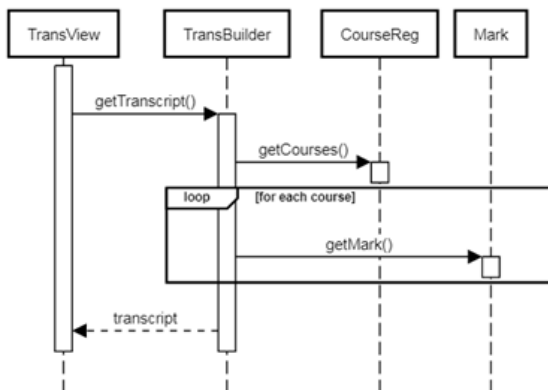 TransView
TransBuilder
CourseReg
Mark
getTranscript()
getCourses()
loop
[for each course]
getMark()
transcript